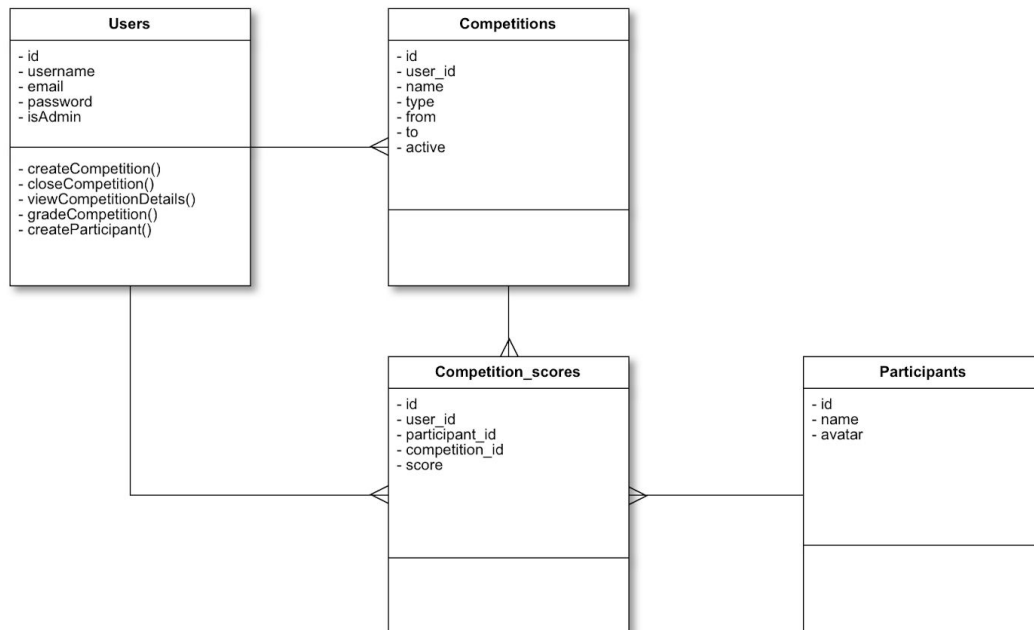 Users
- id
- username
- email
- password
- isAdmin
- createCompetition()
- closeCompetition()
- viewCompetitionDetails()
- gradeCompetition()
- createParticipant()
Competitions
- id
- user_id
- name
- type
- from
- to
- active
Competition_scores
- id
- user_id
- participant_id
- competition_id
- score
Participants
- id
- name
- avatar